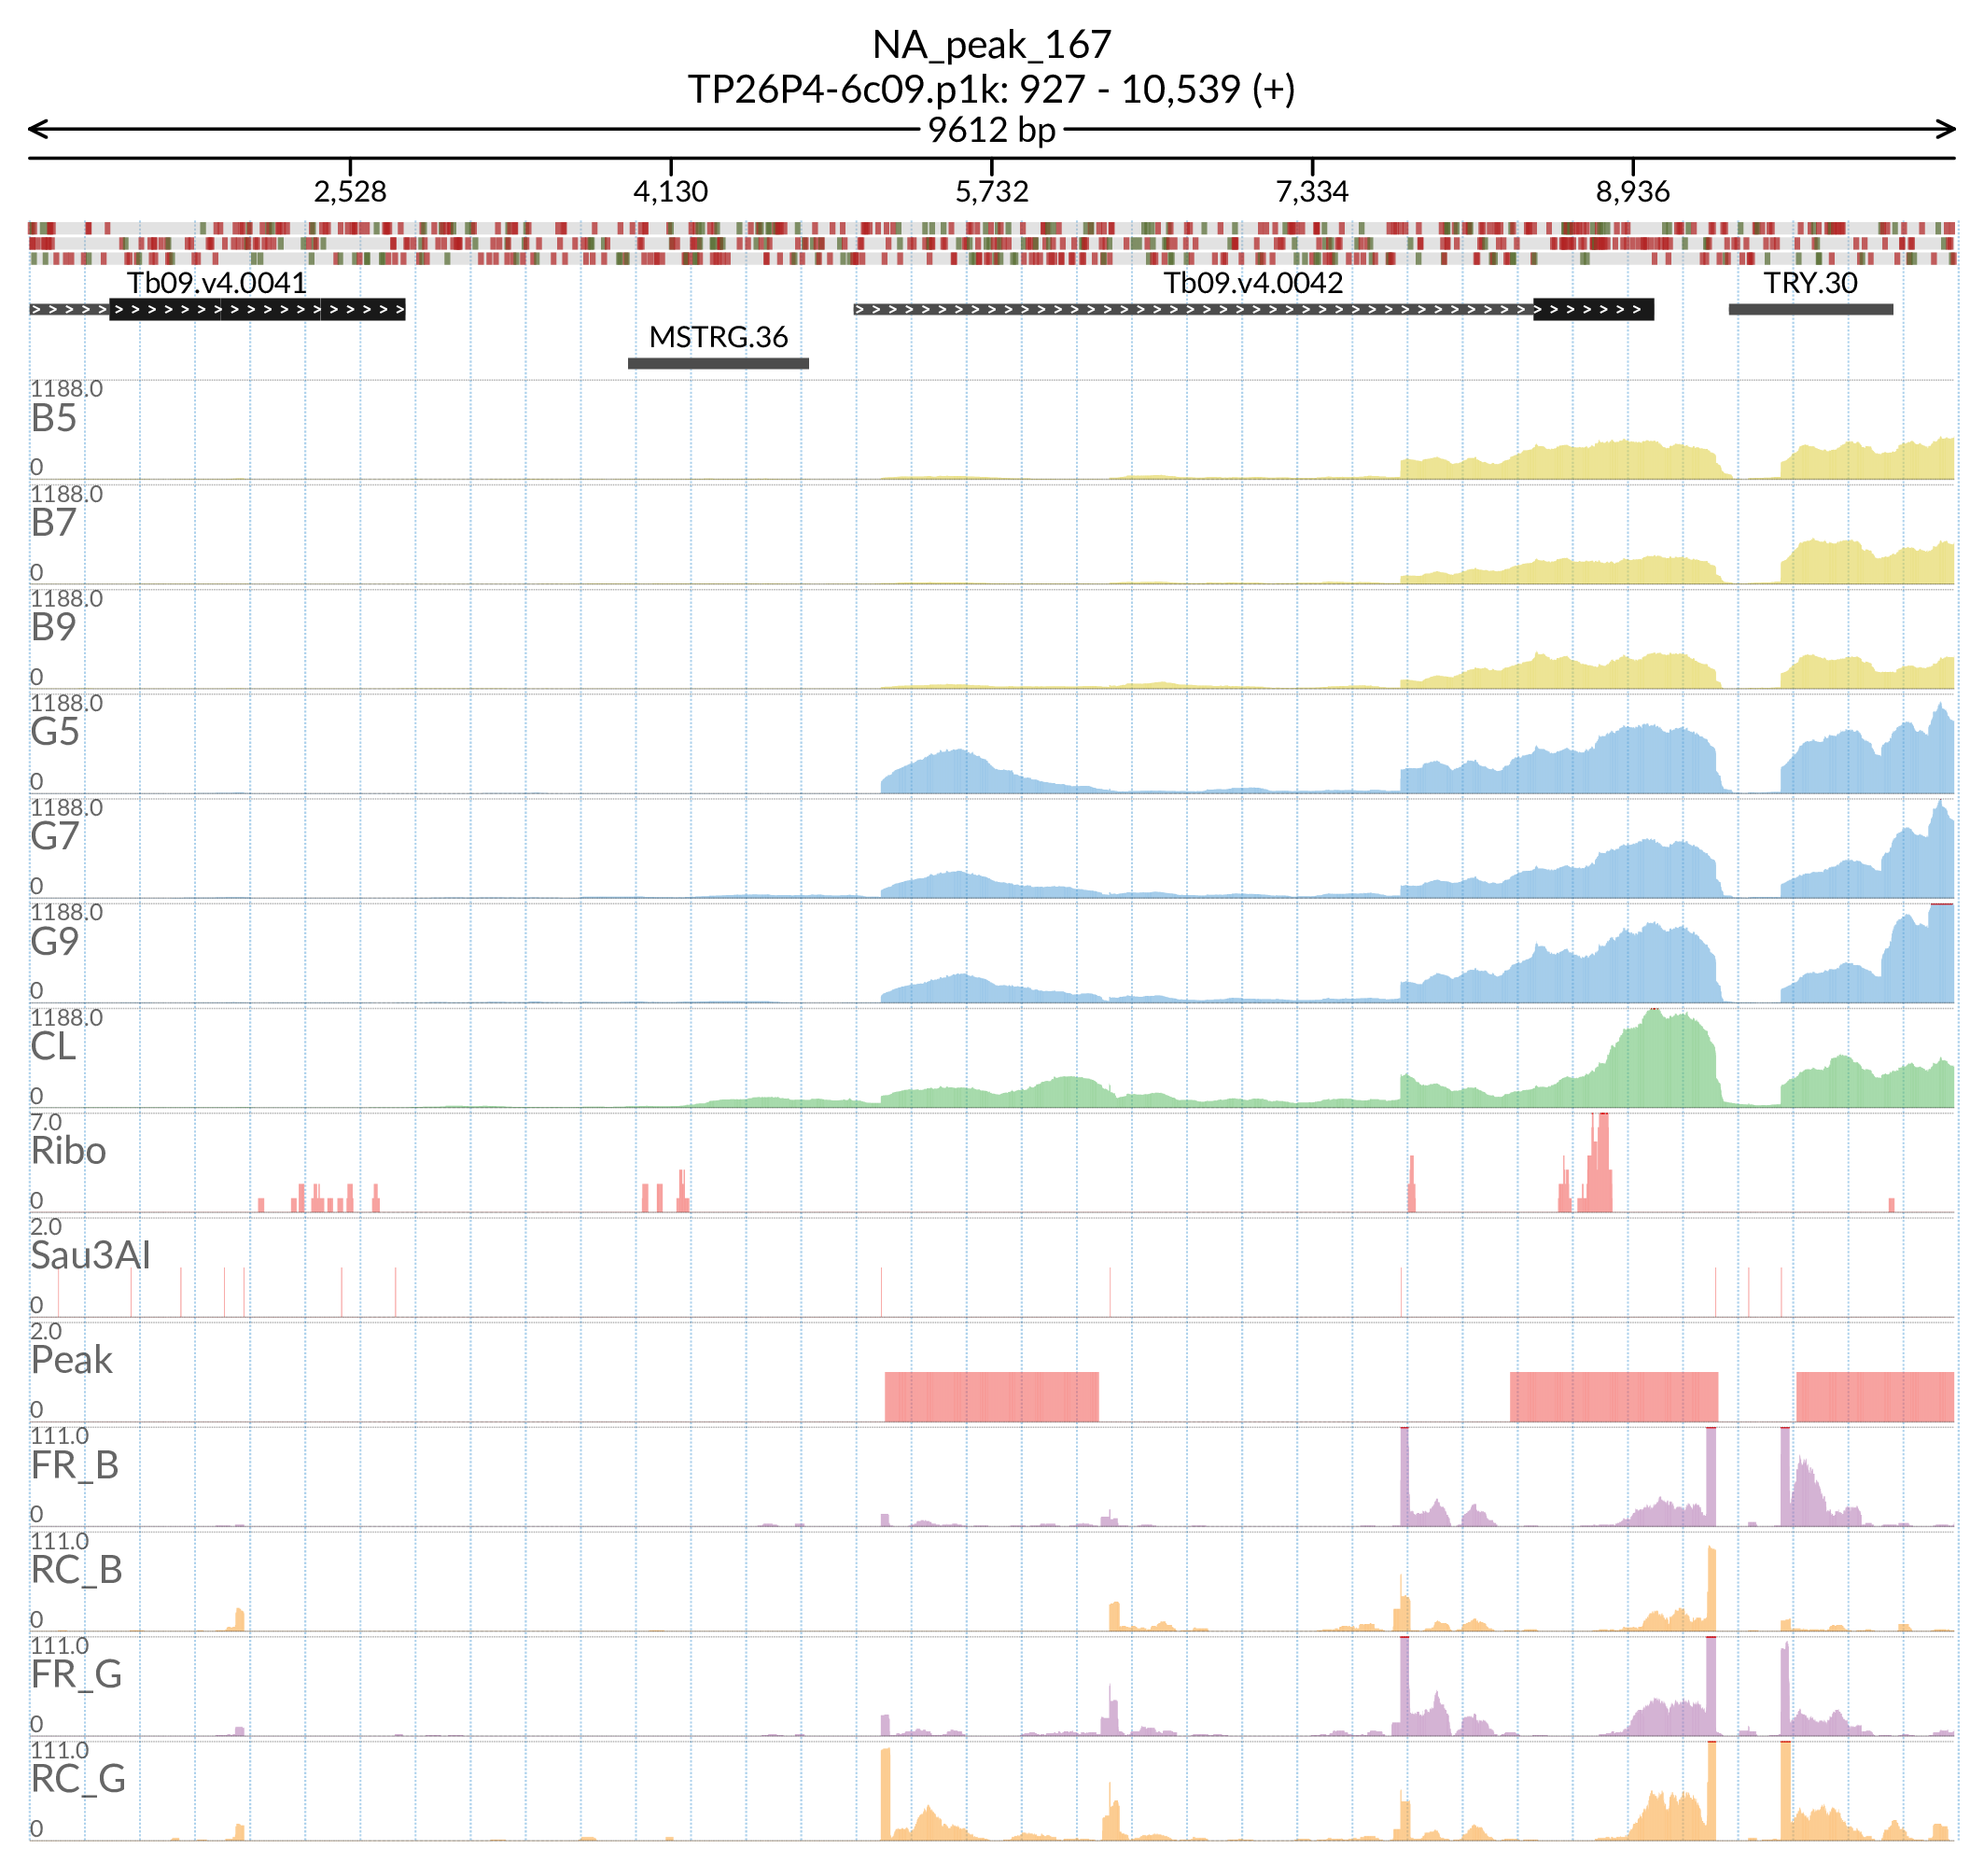 NA_peak_167
TP26P4-6c09.p1k: 927 - 10,539 (+)
9612 bp
2,528 4,130 5,732 7,334 8,936
Tb09.v4.0041 Tb09.v4.0042 TRY.30
MSTRG.36
1188.0
B5
0
1188.0
B7
0
1188.0
B9
0
1188.0
G5
0
1188.0
G7
0
1188.0
G9
0
1188.0
CL
0
7.0
Ribo
0
2.0
Sau3AI
0
2.0
Peak
0
111.0
FR_B
0
111.0
RC_B
0
111.0
FR_G
0
111.0
RC_G
0